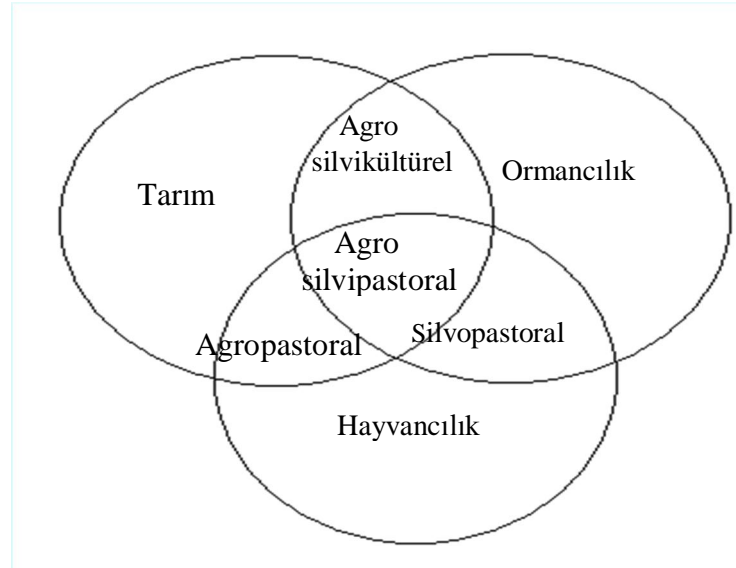 Agro
silvikültürel
Ormancılık
Tarım
Agro
silvipastoral
Silvopastoral
Agropastoral
Hayvancılık